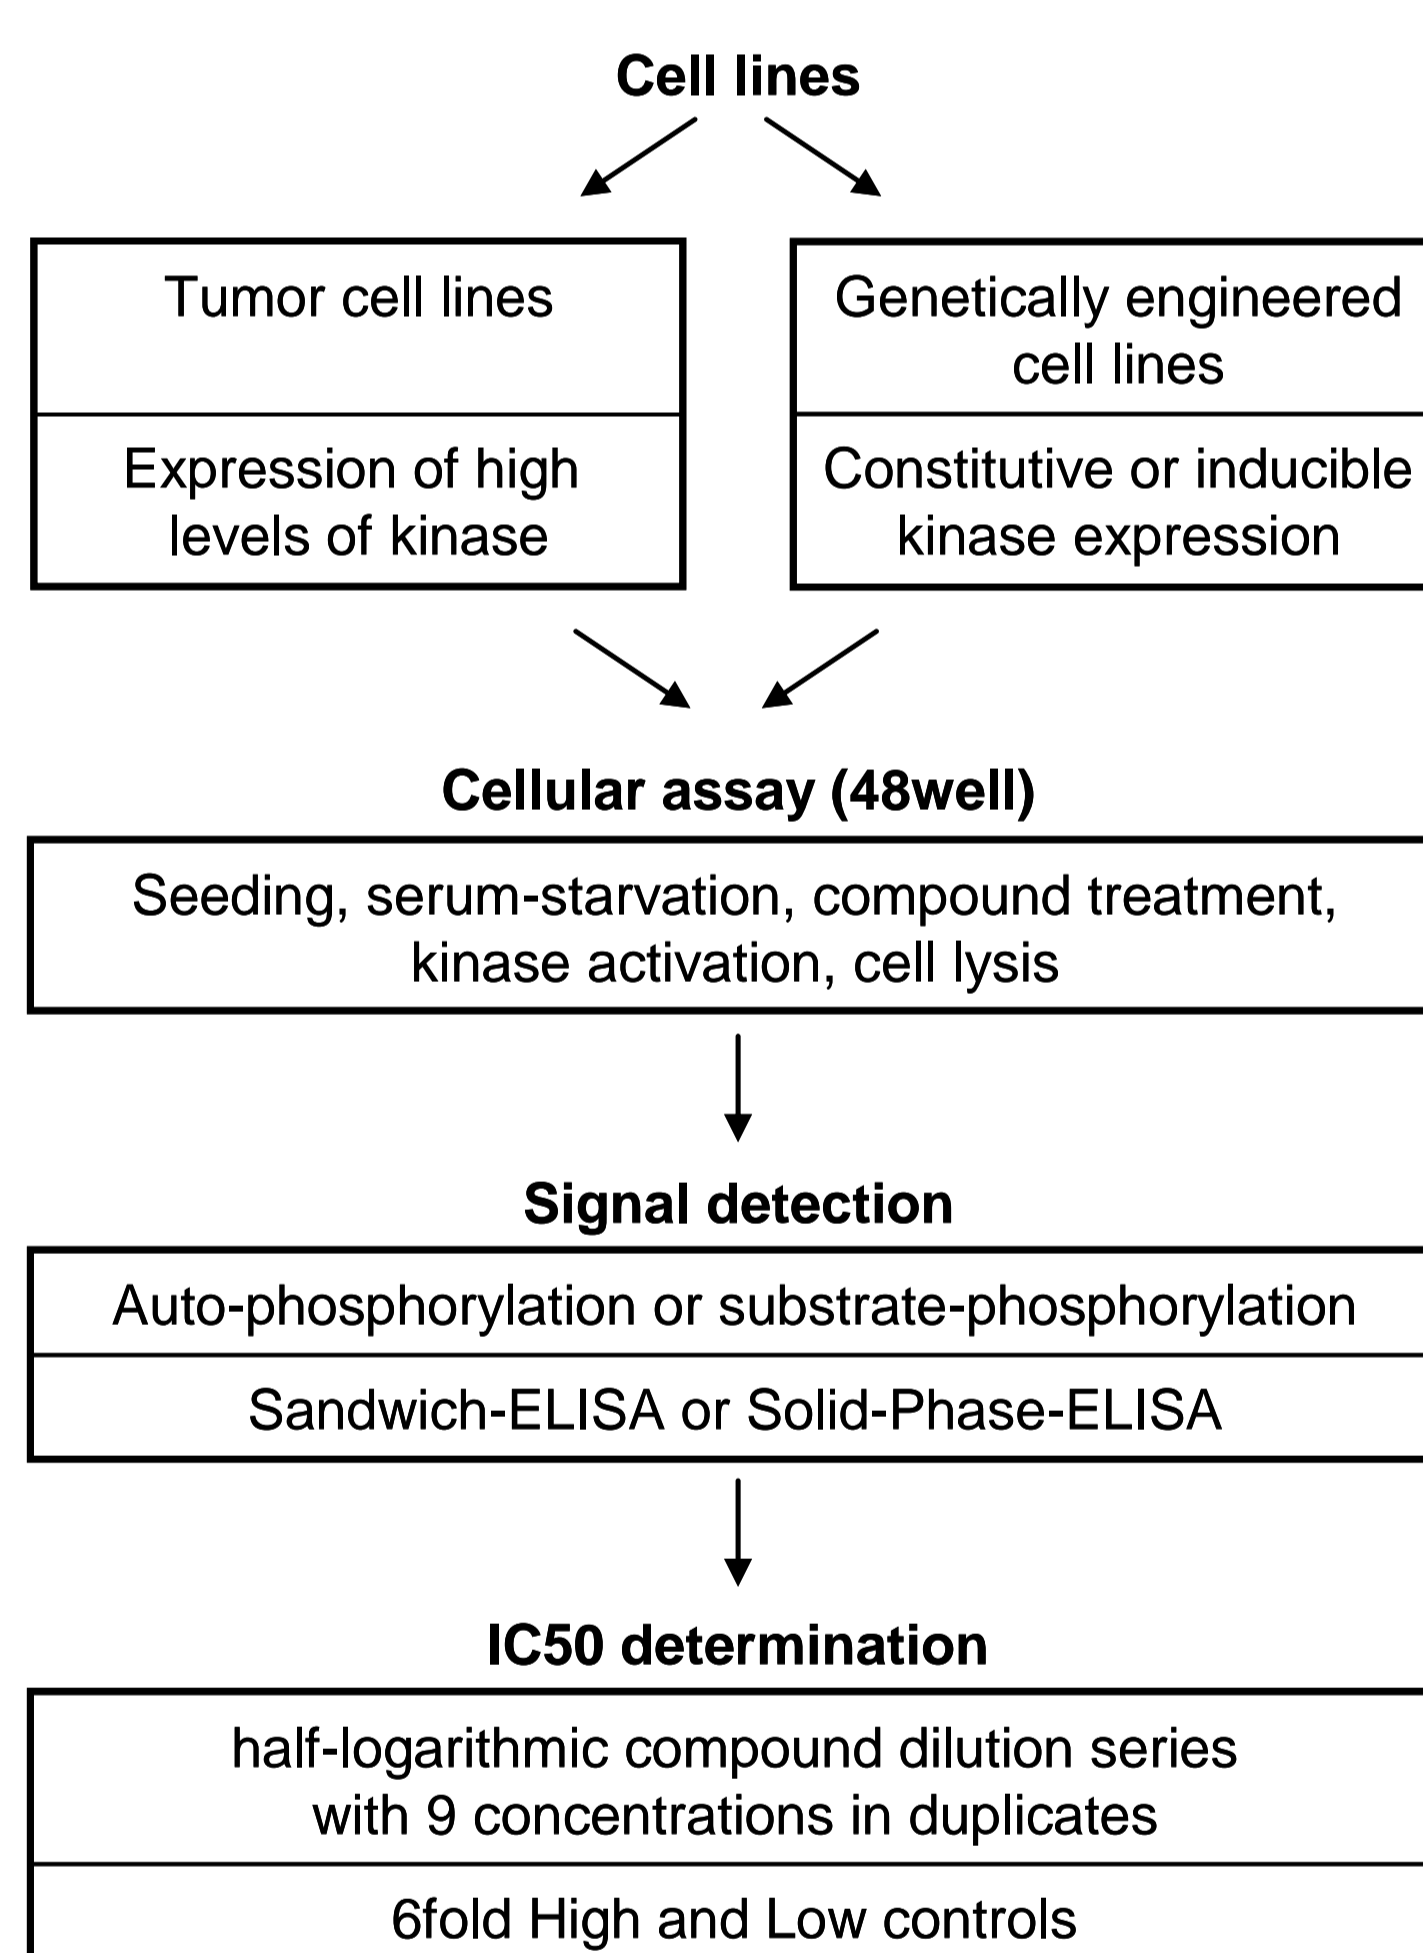 Cell lines
Tumor cell lines
Genetically engineered
cell lines
Expression of high
levels of kinase
Constitutive or inducible
kinase expression
Cellular assay (48well)
Seeding, serum-starvation, compound treatment,
kinase activation, cell lysis
Signal detection
Auto-phosphorylation or substrate-phosphorylation
Sandwich-ELISA or Solid-Phase-ELISA
IC50 determination
half-logarithmic compound dilution series
with 9 concentrations in duplicates
6fold High and Low controls